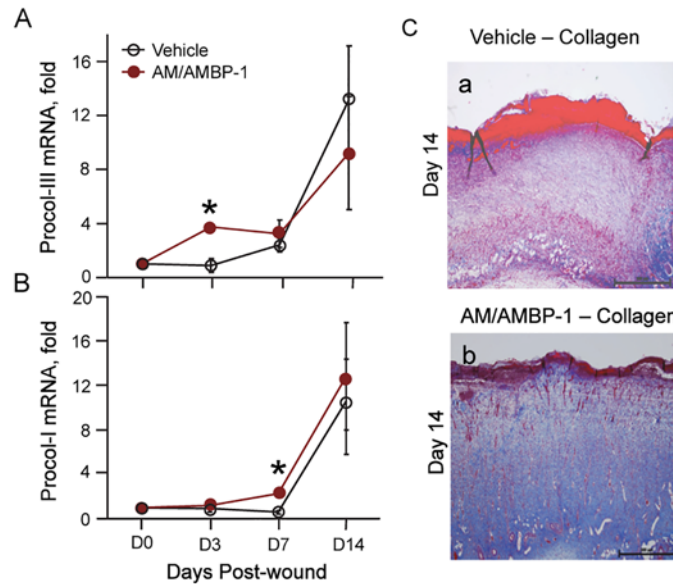 A
Procol-III mRNA, fold
16
12
8
4
0
Vehicle
AM/AMBP-1
*
B
Procol-I mRNA, fold
20
16
12
8
4
0
*
D0 D3 D7 D14
Days Post-wound
C
Vehicle – Collagen
a
Day 14
AM/AMBP-1 – Collagen
b
Day 14